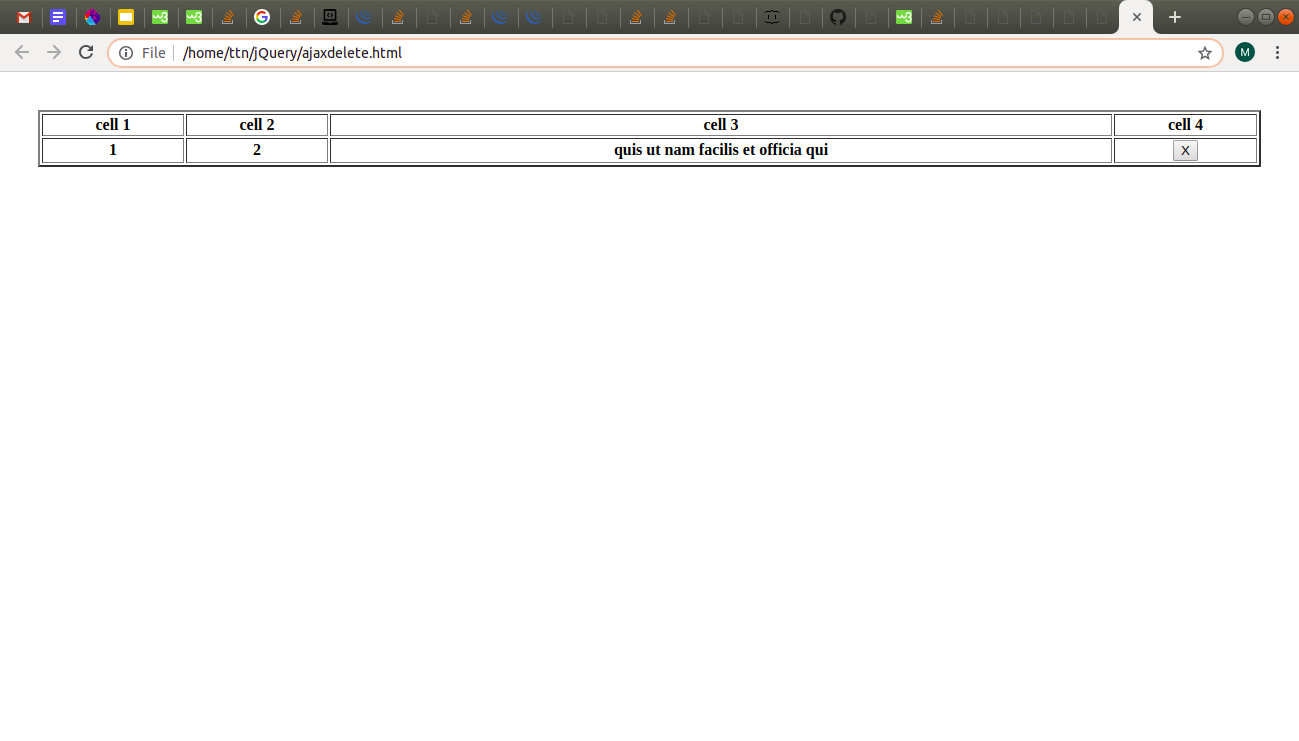 File /home/ttn/jQuery/ajaxdelete.html M
cell 1 cell 2 cell 3 cell 4
1 2 quis ut nam facilis et officia qui X